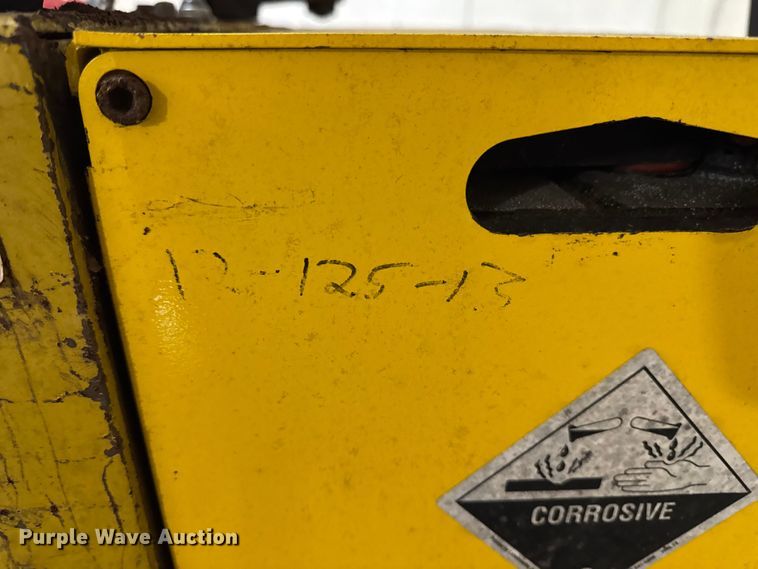 12-125-13
CORROSIVE
Purple Wave Auction